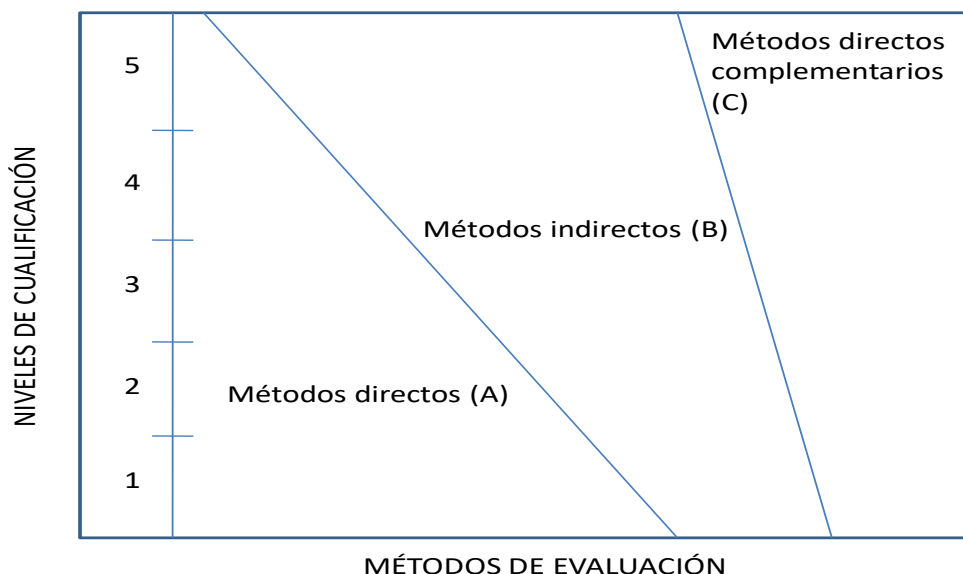 NIVELES DE CUALIFICACIÓN
5
4
3
2
1
Métodos directos
complementarios
(C)
Métodos indirectos (B)
Métodos directos (A)
MÉTODOS DE EVALUACIÓN